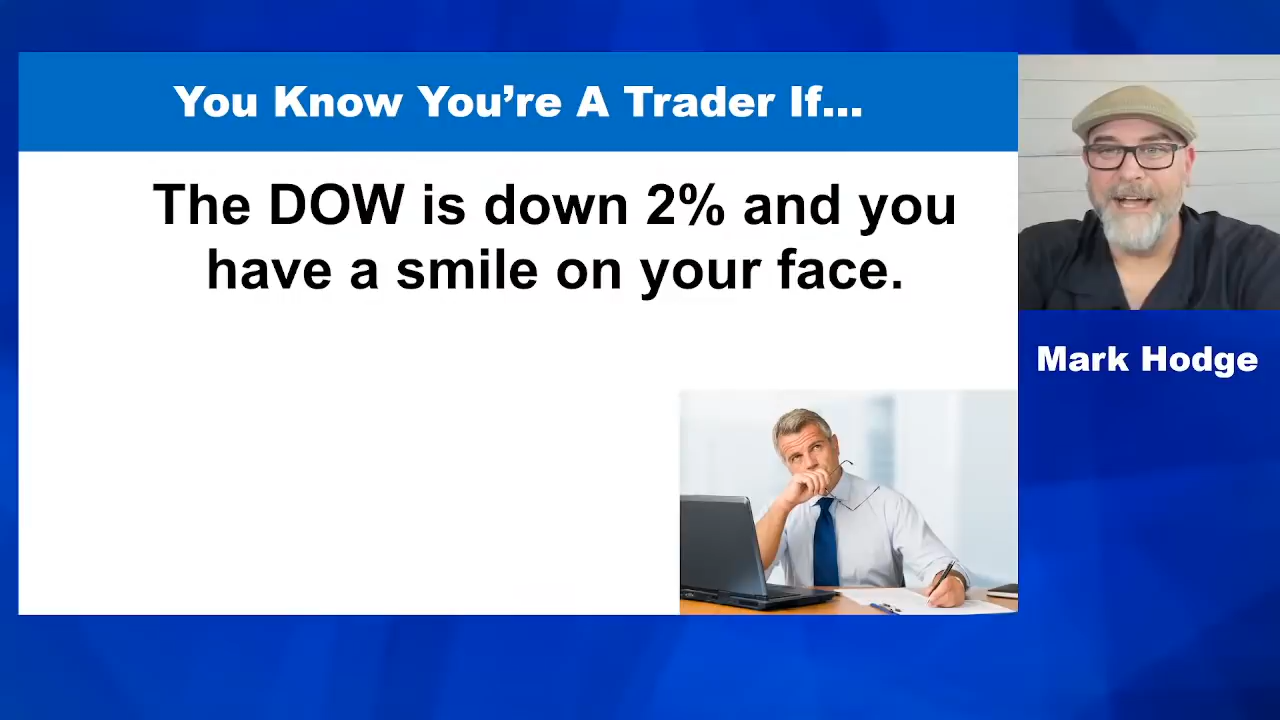 You Know You’re A Trader If...
The DOW is down 2% and you
have a smile on your face.
Mark Hodge